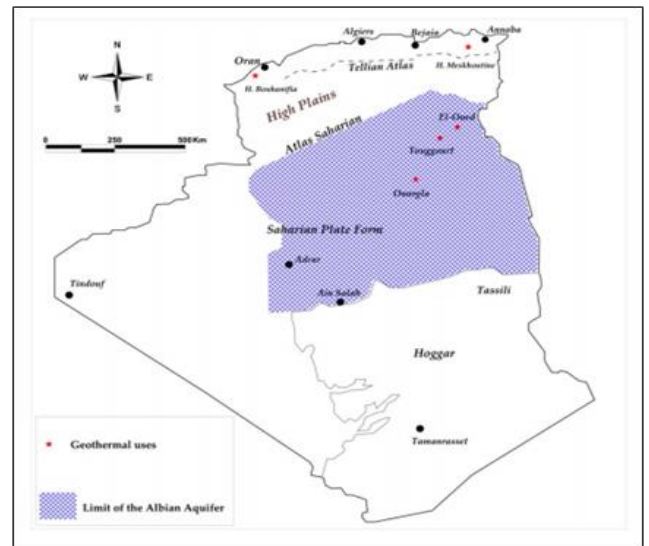 Algiers
Bejaia
Annaba
N
Oran
W
E
Tellian Atlas
H. Meskhoutine
S
H. Bouhanifia
High Plains
0 250 500 Km
Atlas Saharian
El-Oued
Touggourt
Ouargla
Saharian Plate Form
Adrar
Tindouf
Ain Salah
Tassili
Hoggar
Tamanrasset
Geothermal uses
Limit of the Albian Aquifer